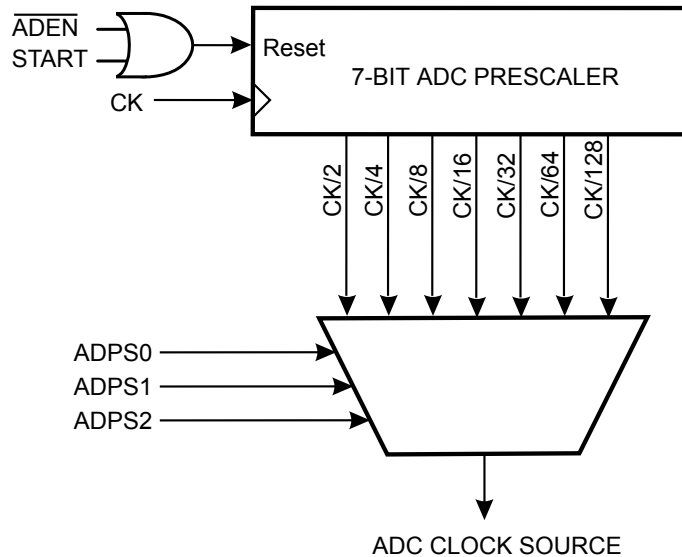 ADEN
START
Reset
7-BIT ADC PRESCALER
CK
CK/2
CK/4
CK/8
CK/16
CK/32
CK/64
CK/128
ADPS0
ADPS1
ADPS2
ADC CLOCK SOURCE